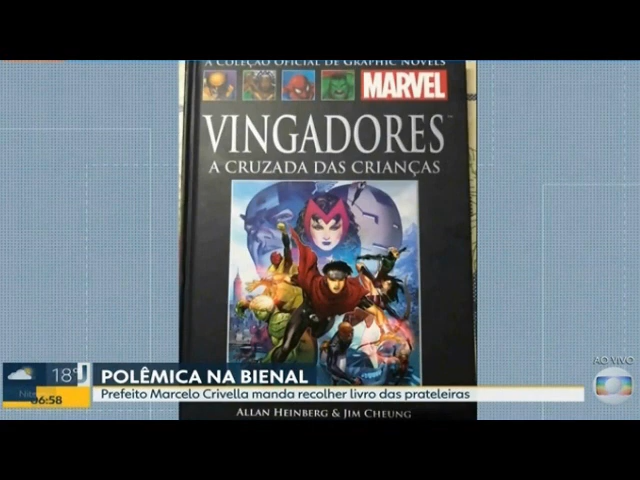 A COLEÇÃO OFICIAL DE GRAPHIC NOVELS
MARVEL
VINGADORES™
A CRUZADA DAS CRIANÇAS
AO VIVO
18°
POLÊMICA NA BIENAL
Prefeito Marcelo Crivella manda recolher livro das prateleiras
06:58
ALLAN HEINBERG & JIM CHEUNG